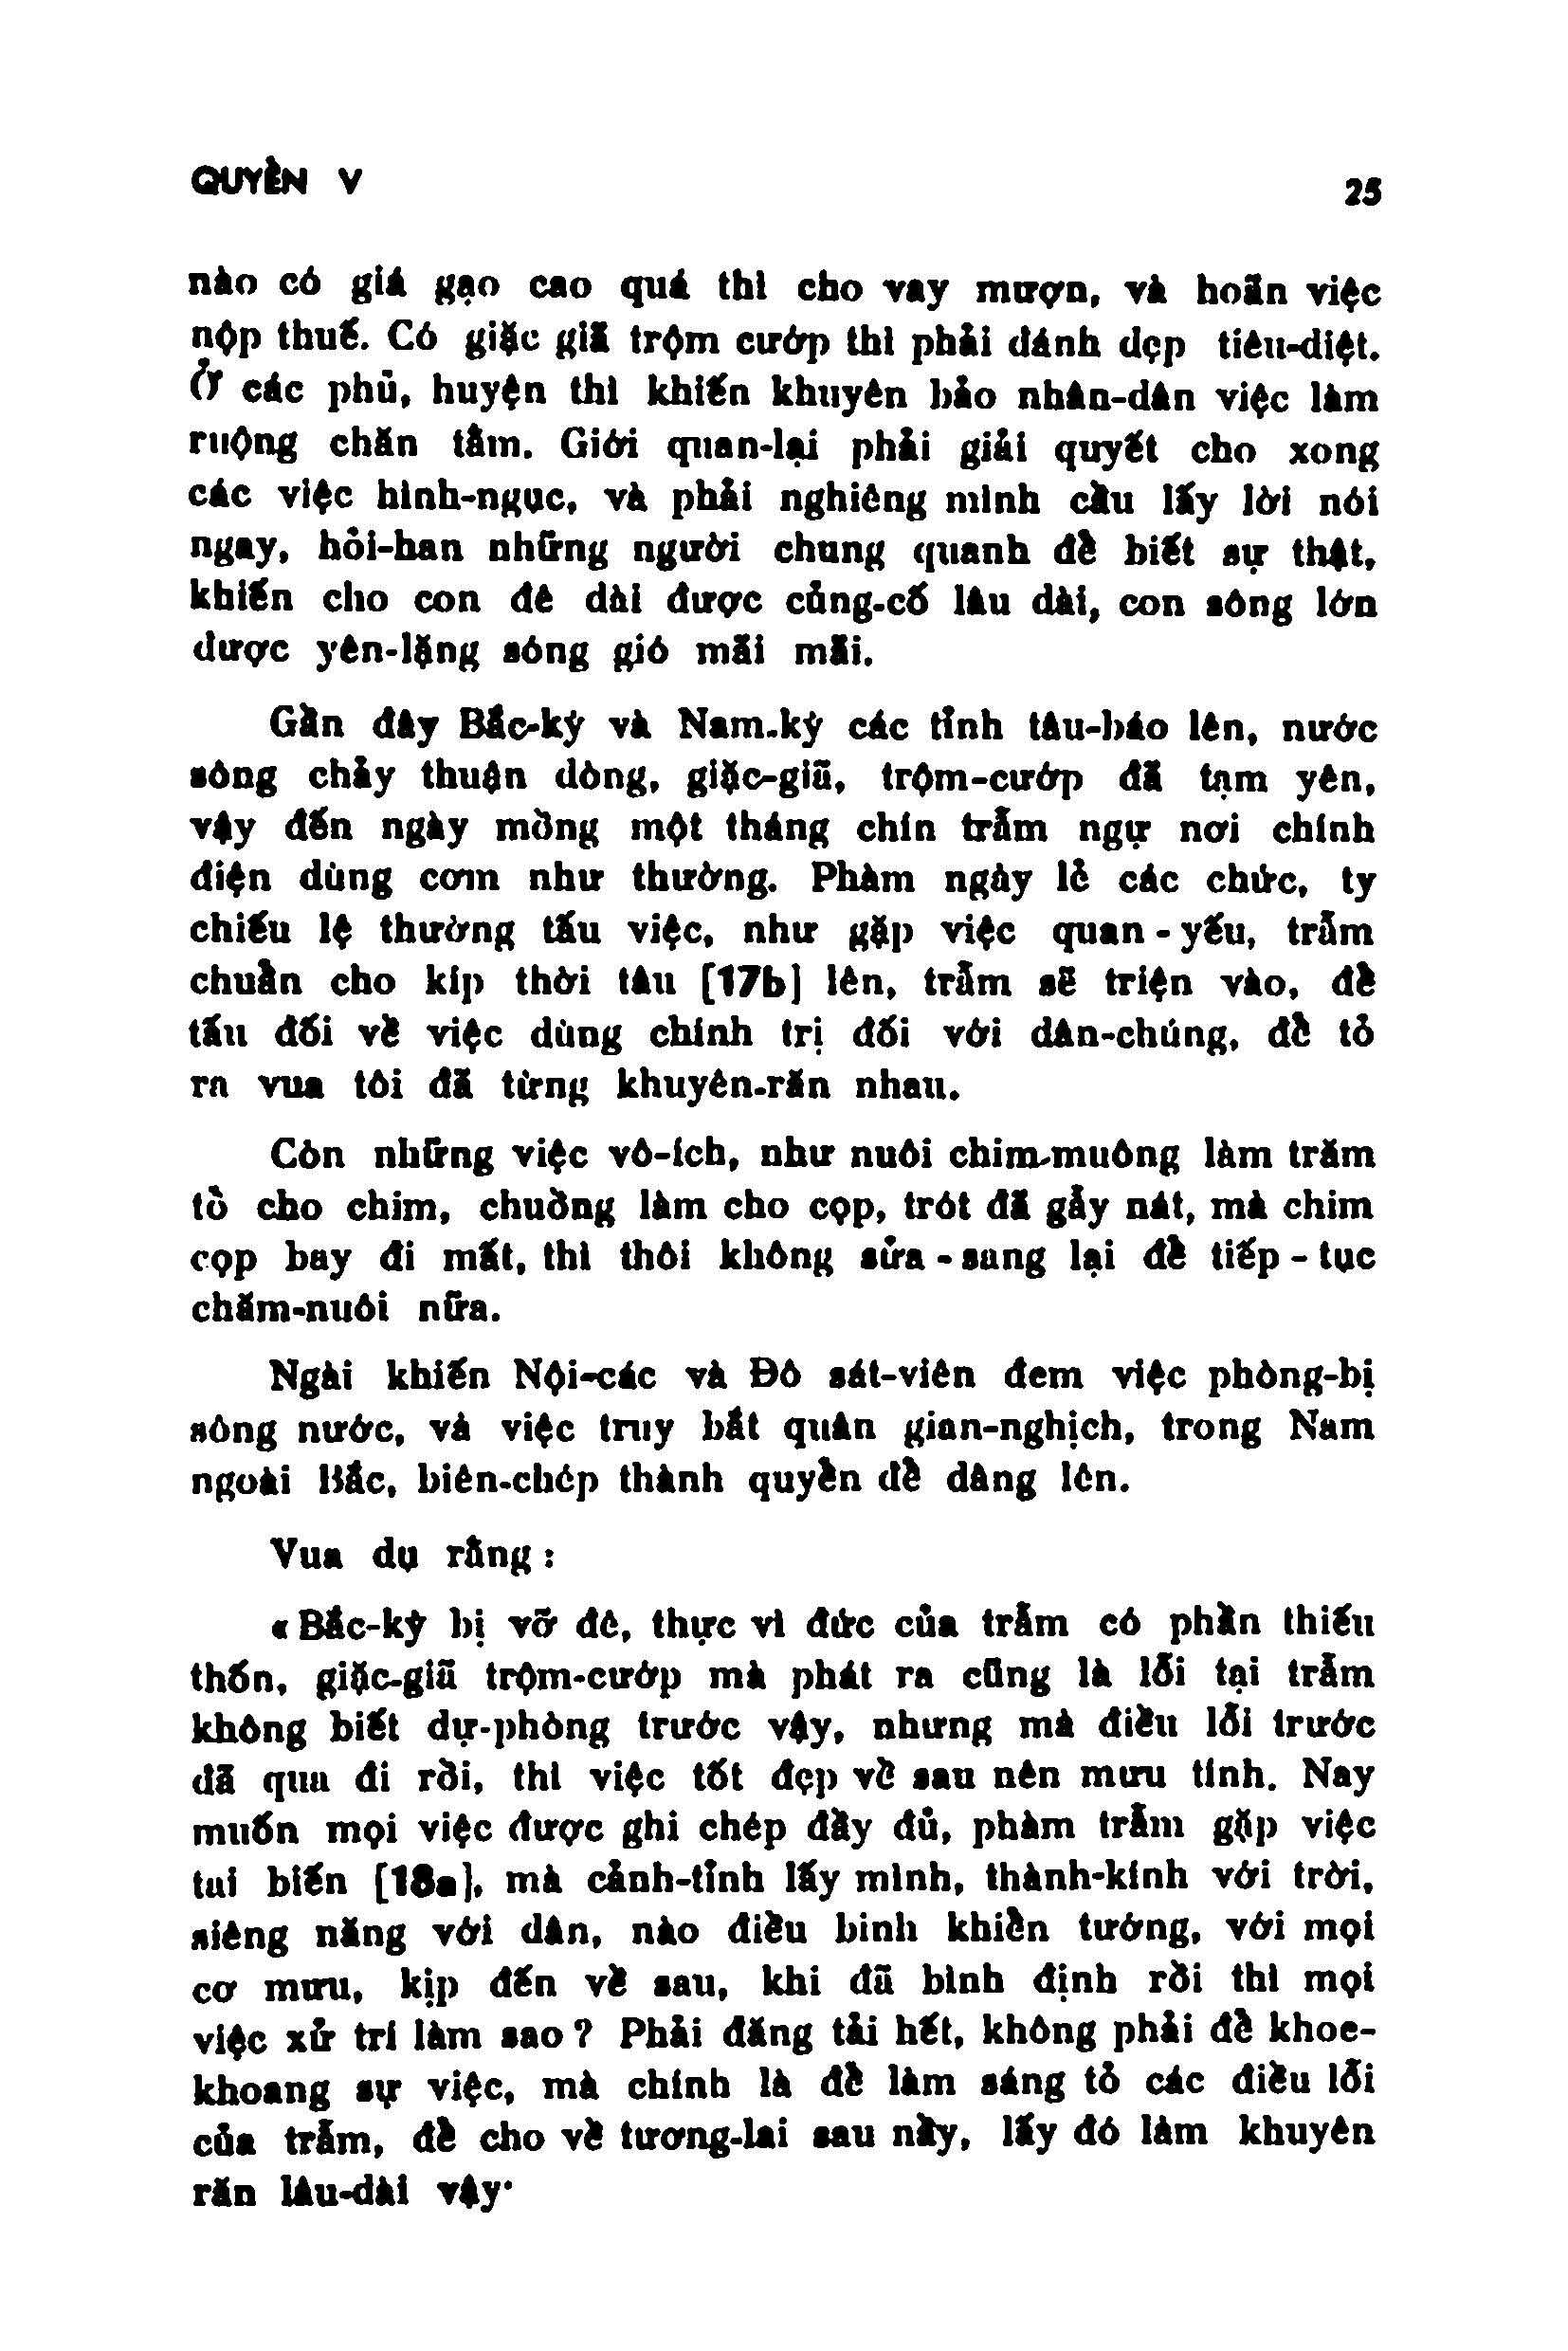 QUYỂN V
25
nào có giá gạo cao quá thì cho vay mượn, và hoãn việc
nộp thuế. Có giặc giã trộm cướp thì phải đánh dẹp tiêu-diệt.
Ở các phủ, huyện thì khiến khuyên bảo nhân-dân việc làm
ruộng chăn tằm. Giới quan-lại phải giải quyết cho xong
các việc hình-ngục, và phải nghiêng mình cầu lấy lời nói
ngay, hỏi-han những người chung quanh để biết sự thật,
khiến cho con đê dài được củng-cố lâu dài, con sông lớn
được yên-lặng sóng gió mãi mãi.
Gần đây Bắc-kỳ và Nam-kỳ các tỉnh tâu-báo lên, nước
sông chảy thuận dòng, giặc-giã, trộm-cướp đã tạm yên,
vậy đến ngày mồng một tháng chín trẫm ngự nơi chính
điện dùng cơm như thường. Phàm ngày lễ các chức, ty
chiếu lệ thường tấu việc, như gặp việc quan - yếu, trẫm
chuẩn cho kíp thời tâu [17b] lên, trẫm sẽ triện vào, để
tấu đối về việc dùng chính trị đối với dân-chúng, để tỏ
ra vua tôi đã từng khuyên-răn nhau.
Còn những việc vô-ích, như nuôi chim-muông làm trăm
tổ cho chim, chuồng làm cho cọp, trót đã gẫy nát, mà chim
cọp bay đi mất, thì thôi không sửa - sang lại để tiếp - tục
chăm-nuôi nữa.
Ngài khiến Nội-các và Đô sát-viên đem việc phòng-bị
sông nước, và việc truy bắt quân gian-nghịch, trong Nam
ngoài Bắc, biên-chép thành quyển để dâng lên.
Vua dụ rằng :
« Bắc-kỳ bị vỡ đê, thực vì đức của trẫm có phần thiếu
thốn, giặc-giã trộm-cướp mà phát ra cũng là lỗi tại trẫm
không biết dự-phòng trước vậy, nhưng mà điều lỗi trước
đã qua đi rồi, thì việc tốt đẹp về sau nên mưu tính. Nay
muốn mọi việc được ghi chép đầy đủ, phàm trẫm gặp việc
tai biến [18a], mà cảnh-tỉnh lấy mình, thành-kính với trời,
siêng năng với dân, nào điều binh khiển tướng, với mọi
cơ mưu, kịp đến về sau, khi đã bình định rồi thì mọi
việc xử trí làm sao ? Phải đăng tải hết, không phải để khoe-
khoang sự việc, mà chính là để làm sáng tỏ các điều lỗi
của trẫm, để cho về tương-lai sau nầy, lấy đó làm khuyên
răn lâu-dài vậy·